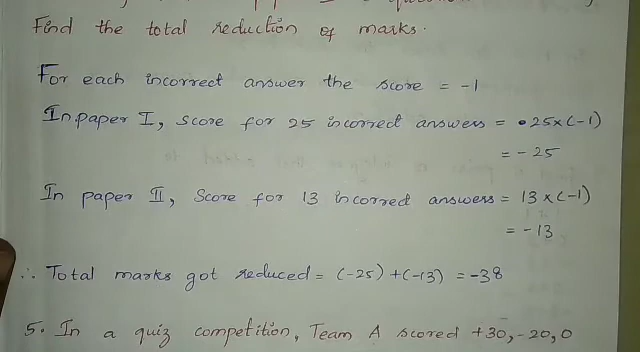 Find the total reduction of marks.
For each incorrect answer the score = -1
In paper I, score for 25 incorrect answers = 25x(-1)
= -25
In paper II, Score for 13 incorrect answers = 13x(-1)
= -13
∴ Total marks got reduced = (-25)+(-13) = -38
5. In a quiz competition, Team A scored +30, -20, 0